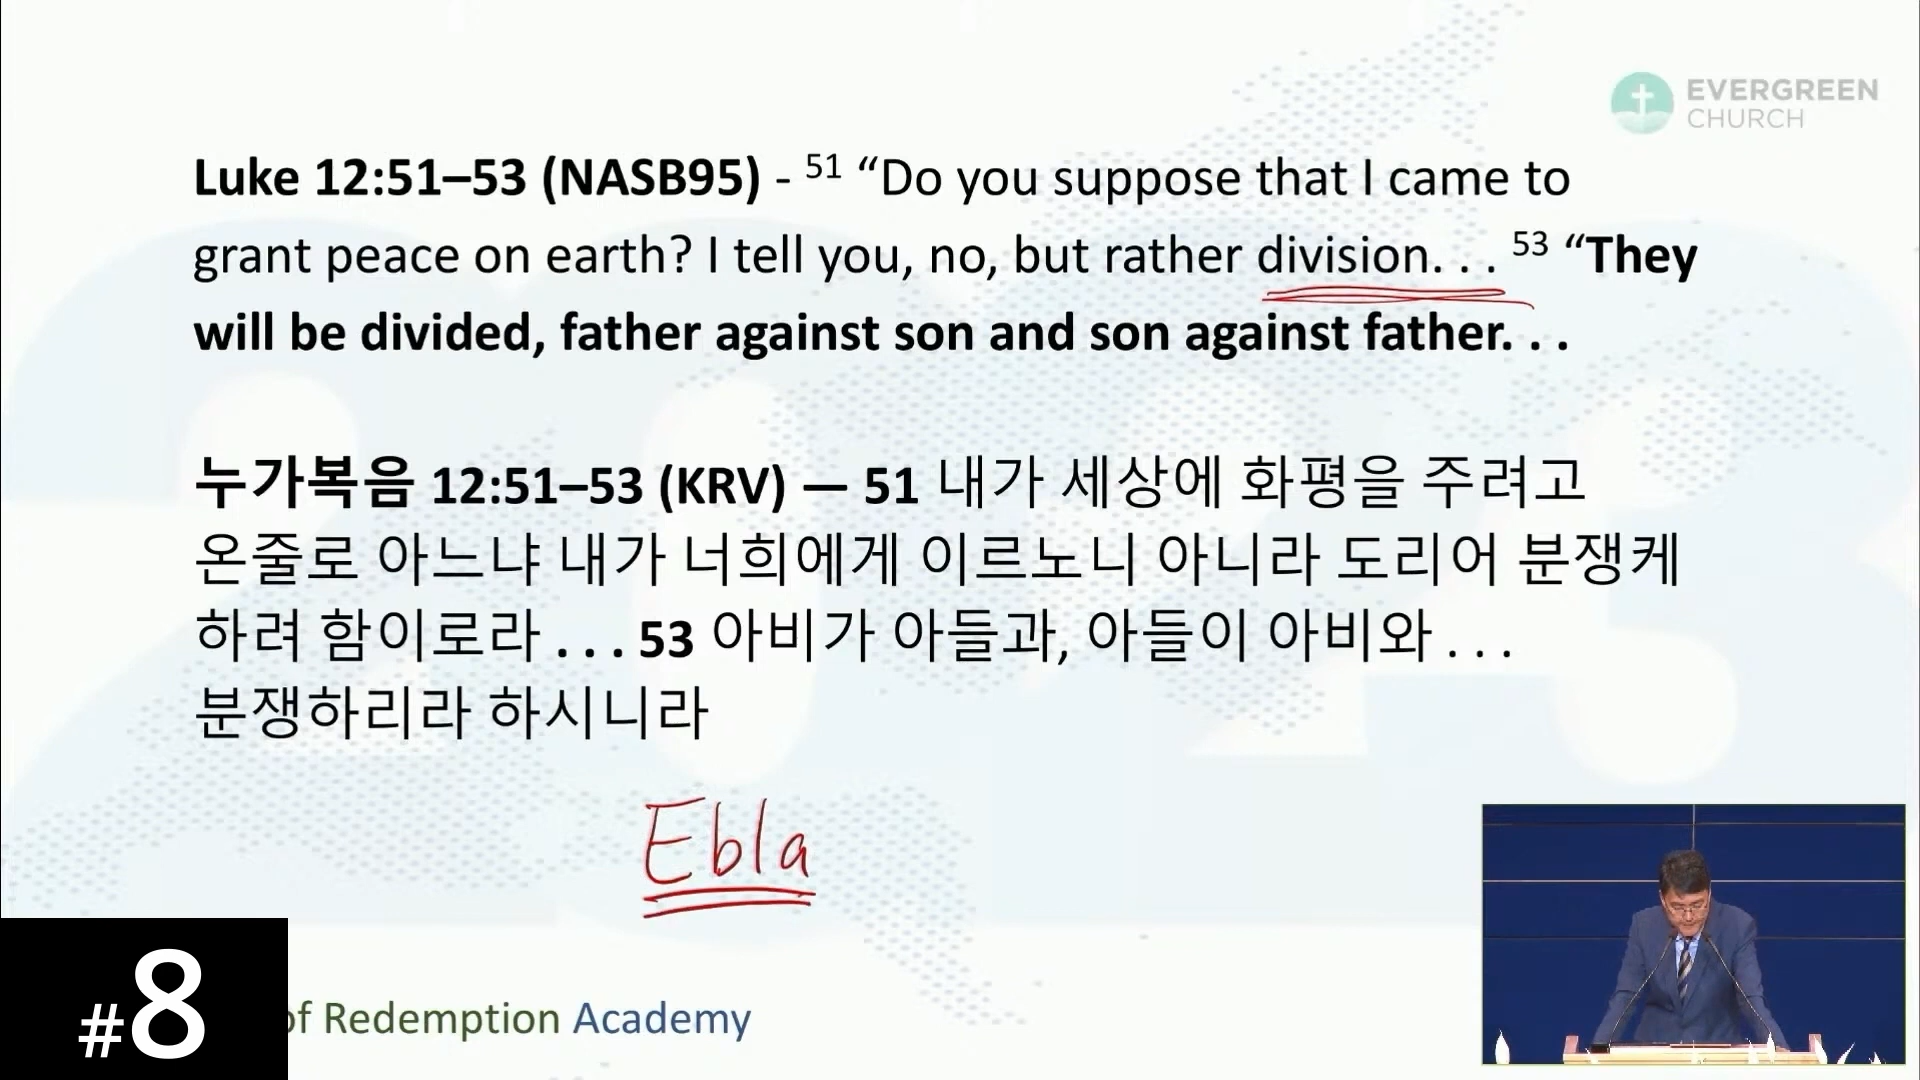 EVERGREEN
CHURCH
Luke 12:51–53 (NASB95) - 51 “Do you suppose that I came to
grant peace on earth? I tell you, no, but rather division. . . 53 “They
will be divided, father against son and son against father. . .
누가복음 12:51–53 (KRV) — 51 내가 세상에 화평을 주려고
온줄로 아느냐 내가 너희에게 이르노니 아니라 도리어 분쟁케
하려 함이로라 . . . 53 아비가 아들과, 아들이 아비와 . . .
분쟁하리라 하시니라
Ebla
#8
of Redemption Academy